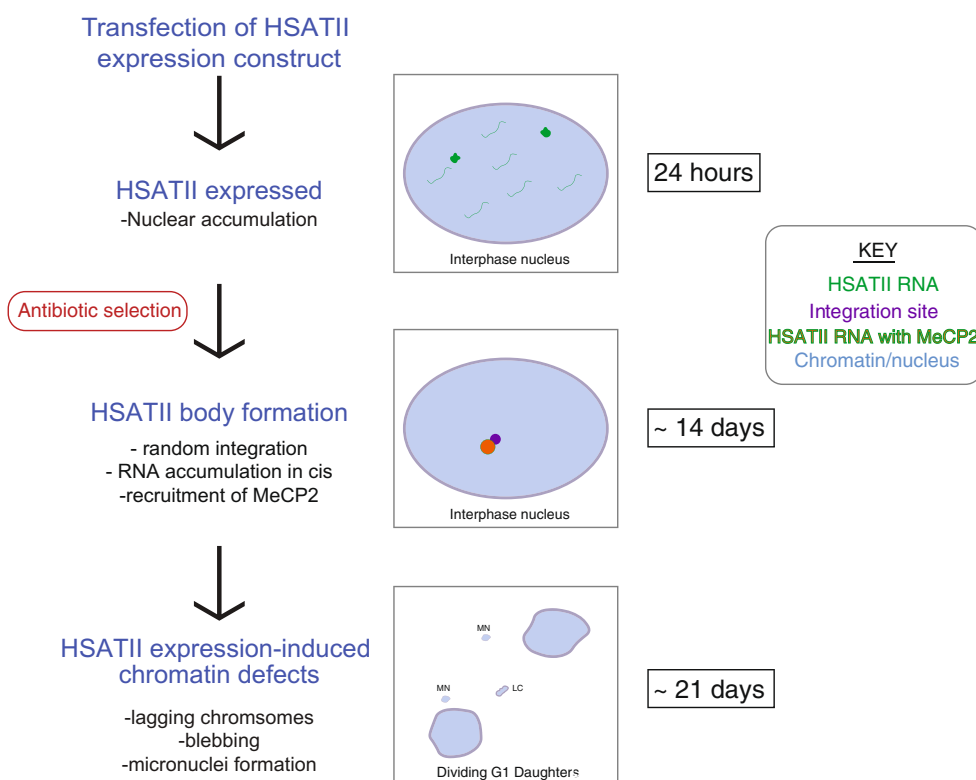 Transfection of HSATII
expression construct
HSATII expressed
-Nuclear accumulation
Interphase nucleus
24 hours
KEY
HSATII RNA
Integration site
HSATII RNA with MeCP2
Chromatin/nucleus
Antibiotic selection
HSATII body formation
- random integration
- RNA accumulation in cis
-recruitment of MeCP2
Interphase nucleus
~ 14 days
HSATII expression-induced
chromatin defects
-lagging chromsomes
-blebbing
-micronuclei formation
MN
MN
LC
Dividing G1 Daughters
~ 21 days